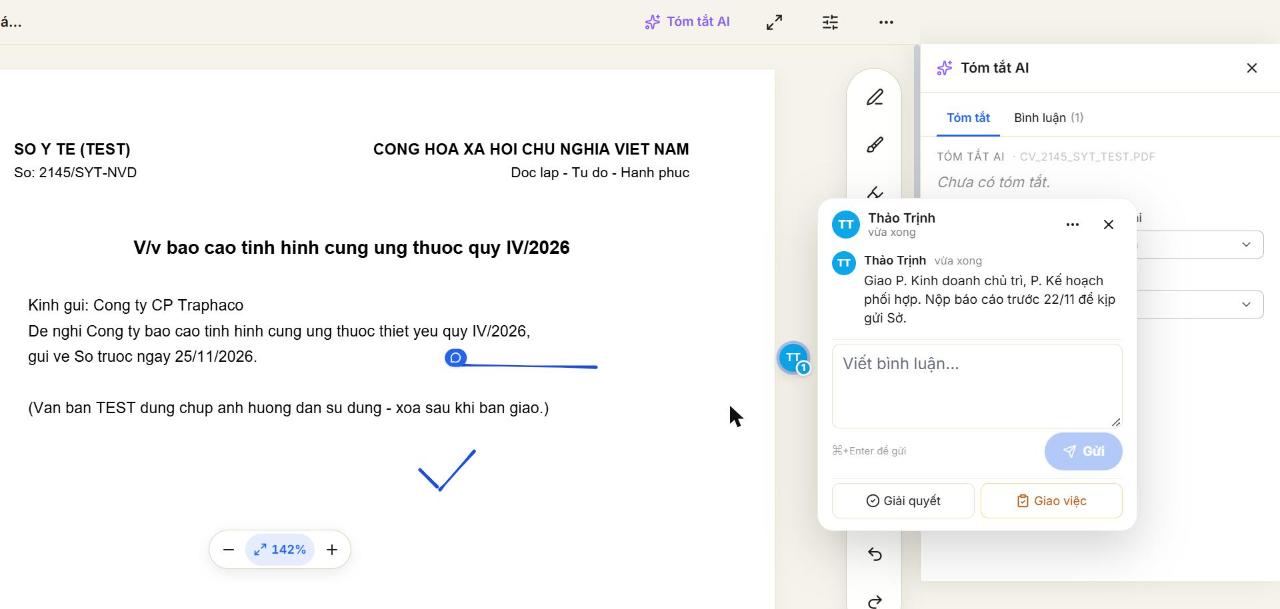 á...
Tóm tắt AI
SO Y TE (TEST)
So: 2145/SYT-NVD
CONG HOA XA HOI CHU NGHIA VIET NAM
Doc lap - Tu do - Hanh phuc
V/v bao cao tinh hinh cung ung thuoc quy IV/2026
Kinh gui: Cong ty CP Traphaco
De nghi Cong ty bao cao tinh hinh cung ung thuoc thiet yeu quy IV/2026,
gui ve So truoc ngay 25/11/2026.
(Van ban TEST dung chup anh huong dan su dung - xoa sau khi ban giao.)
142%
TT
1
Tóm tắt AI
Tóm tắt
Bình luận (1)
TÓM TẮT AI · CV_2145_SYT_TEST.PDF
Chưa có tóm tắt.
TT
Thảo Trịnh
vừa xong
TT
Thảo Trịnh vừa xong
Giao P. Kinh doanh chủ trì, P. Kế hoạch
phối hợp. Nộp báo cáo trước 22/11 để kịp
gửi Sở.
Viết bình luận...
⌘+Enter để gửi
Gửi
Giải quyết
Giao việc